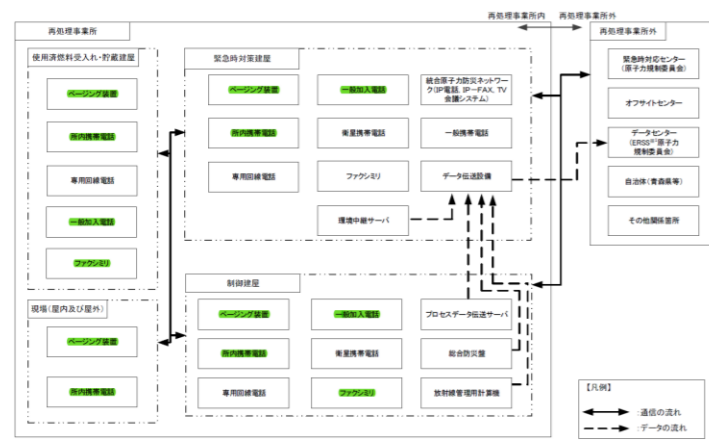 再処理事業所内
再処理事業所外
再処理事業所
使用済燃料受入れ・貯蔵建屋
ページング装置
所内携帯電話
専用回線電話
一般加入電話
ファクシミリ
現場(屋内及び屋外)
ページング装置
所内携帯電話
緊急時対策建屋
ページング装置
一般加入電話
統合原子力防災ネットワー
ク(IP電話, IP-FAX, TV
会議システム)
所内携帯電話
衛星携帯電話
一般携帯電話
専用回線電話
ファクシミリ
データ伝送設備
環境中継サーバ
制御建屋
ページング装置
一般加入電話
プロセスデータ伝送サーバ
所内携帯電話
衛星携帯電話
総合防災盤
専用回線電話
ファクシミリ
放射線管理用計算機
再処理事業所外
緊急時対応センター
(原子力規制委員会)
オフサイトセンター
データセンター
(ERSS※1原子力
規制委員会)
自治体(青森県等)
その他関係箇所
【凡例】
:通信の流れ
:データの流れ